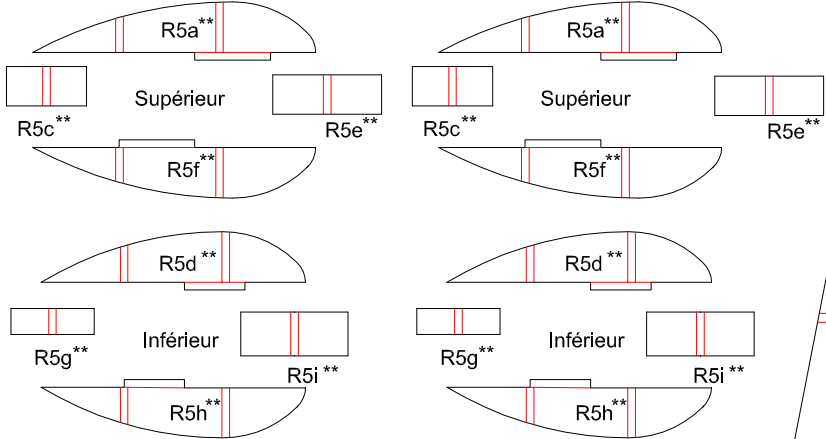 R5a** R5a**
Supérieur Supérieur
R5c** R5e** R5c** R5e**
R5f** R5f**
R5d** R5d**
Inférieur Inférieur
R5g** R5i** R5g** R5i**
R5h** R5h**